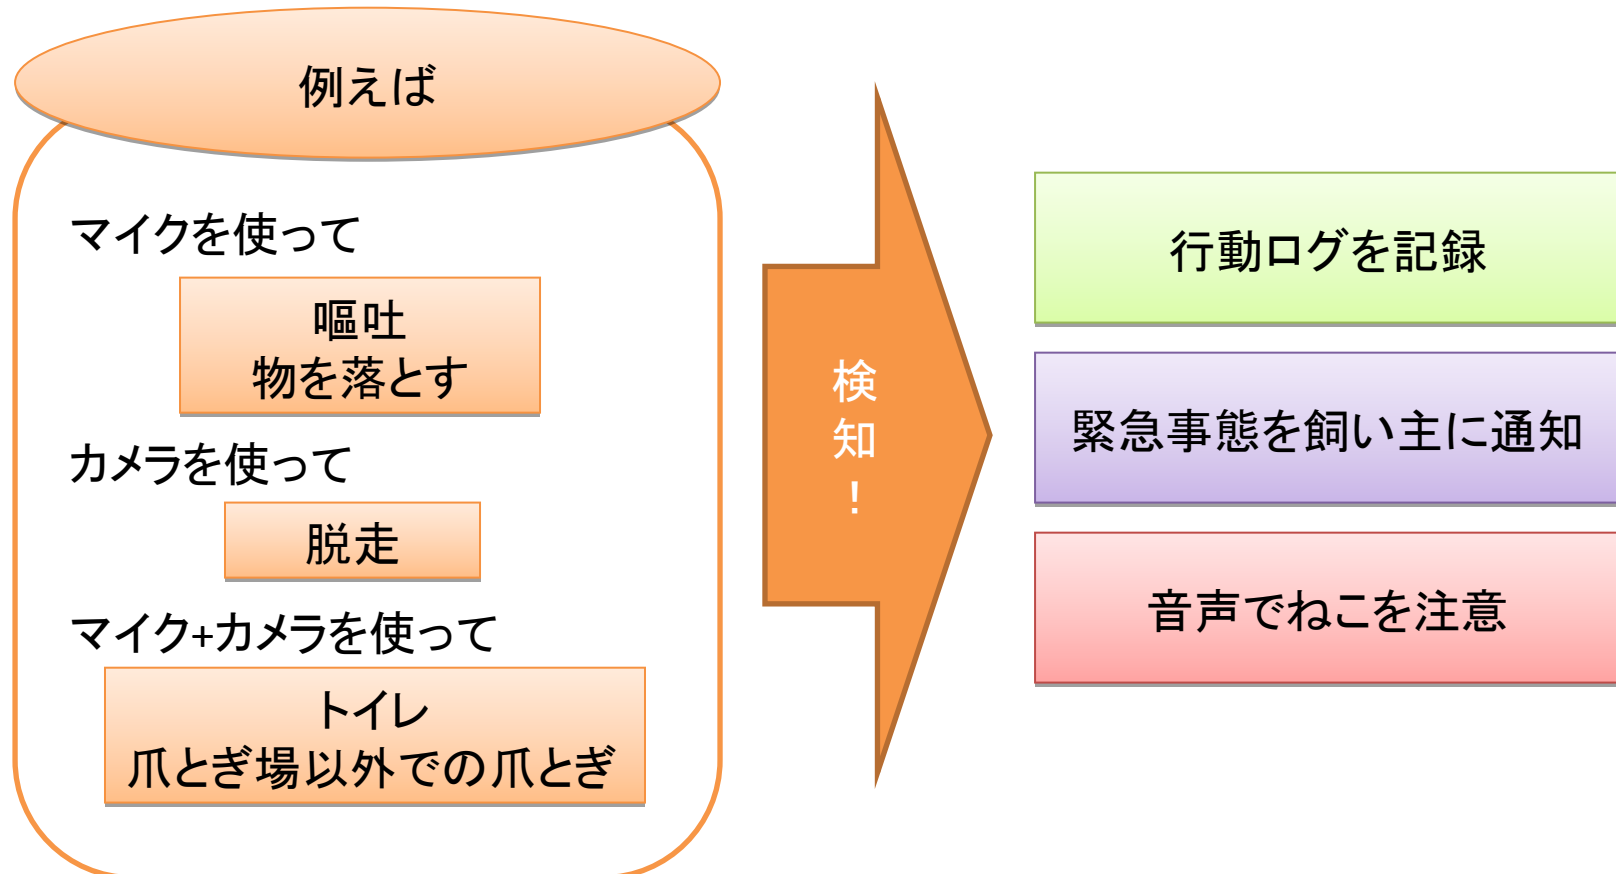 例えば
マイクを使って
嘔吐
物を落とす
カメラを使って
脱走
マイク+カメラを使って
トイレ
爪とぎ場以外での爪とぎ
検知！
行動ログを記録
緊急事態を飼い主に通知
音声でねこを注意